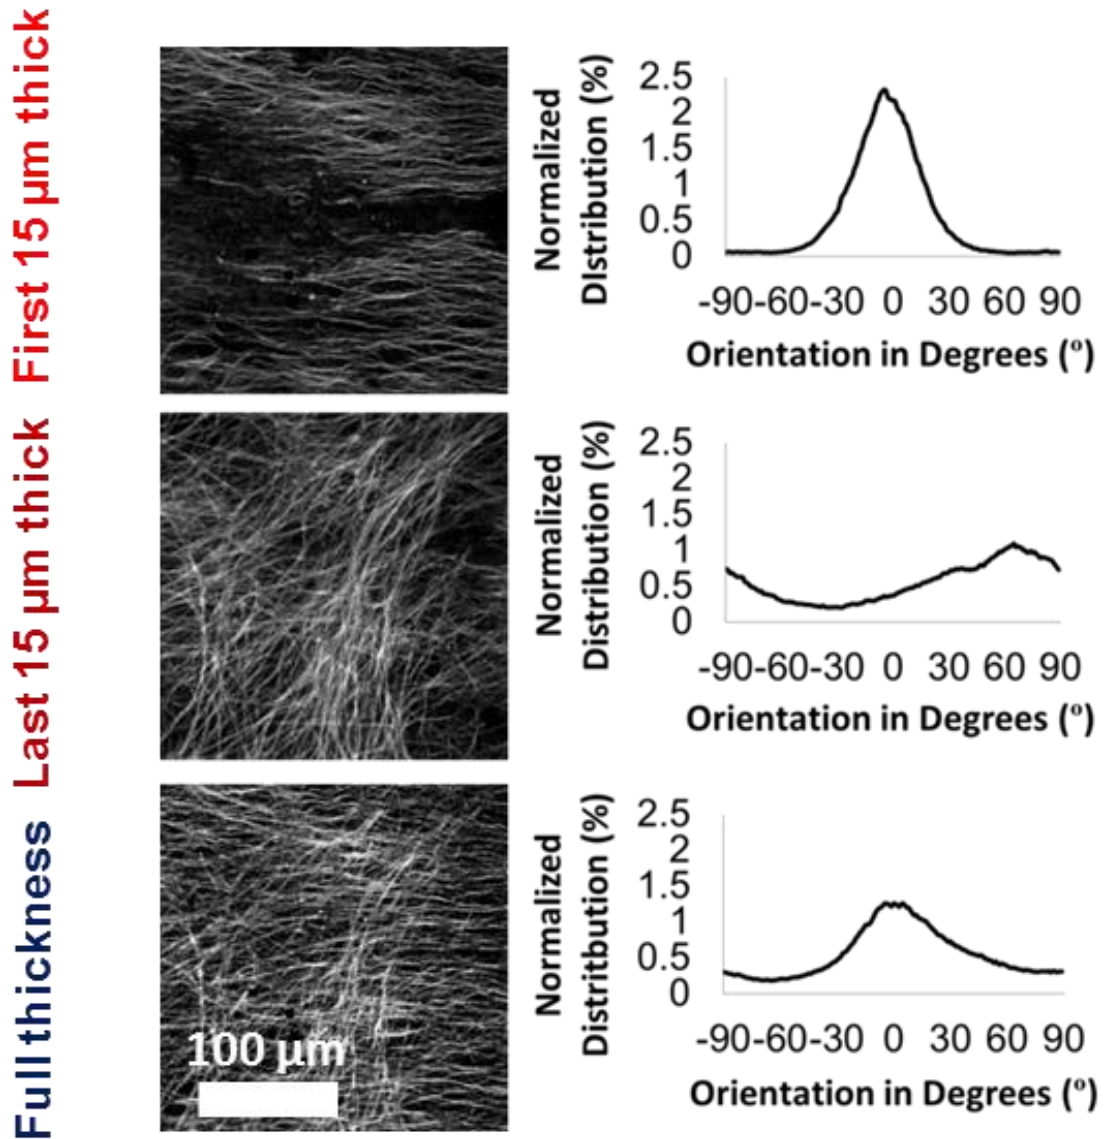 First 15 µm thick
Normalized
DIstribution (%)
2.5
2
1.5
1
0.5
0
-90-60-30 0 30 60 90
Orientation in Degrees (º)
Last 15 µm thick
Normalized
Distribution (%)
2.5
2
1.5
1
0.5
0
-90-60-30 0 30 60 90
Orientation in Degrees (º)
Full thickness
100 µm
Normalized
Distritbution (%)
2.5
2
1.5
1
0.5
0
-90-60-30 0 30 60 90
Orientation in Degrees (º)